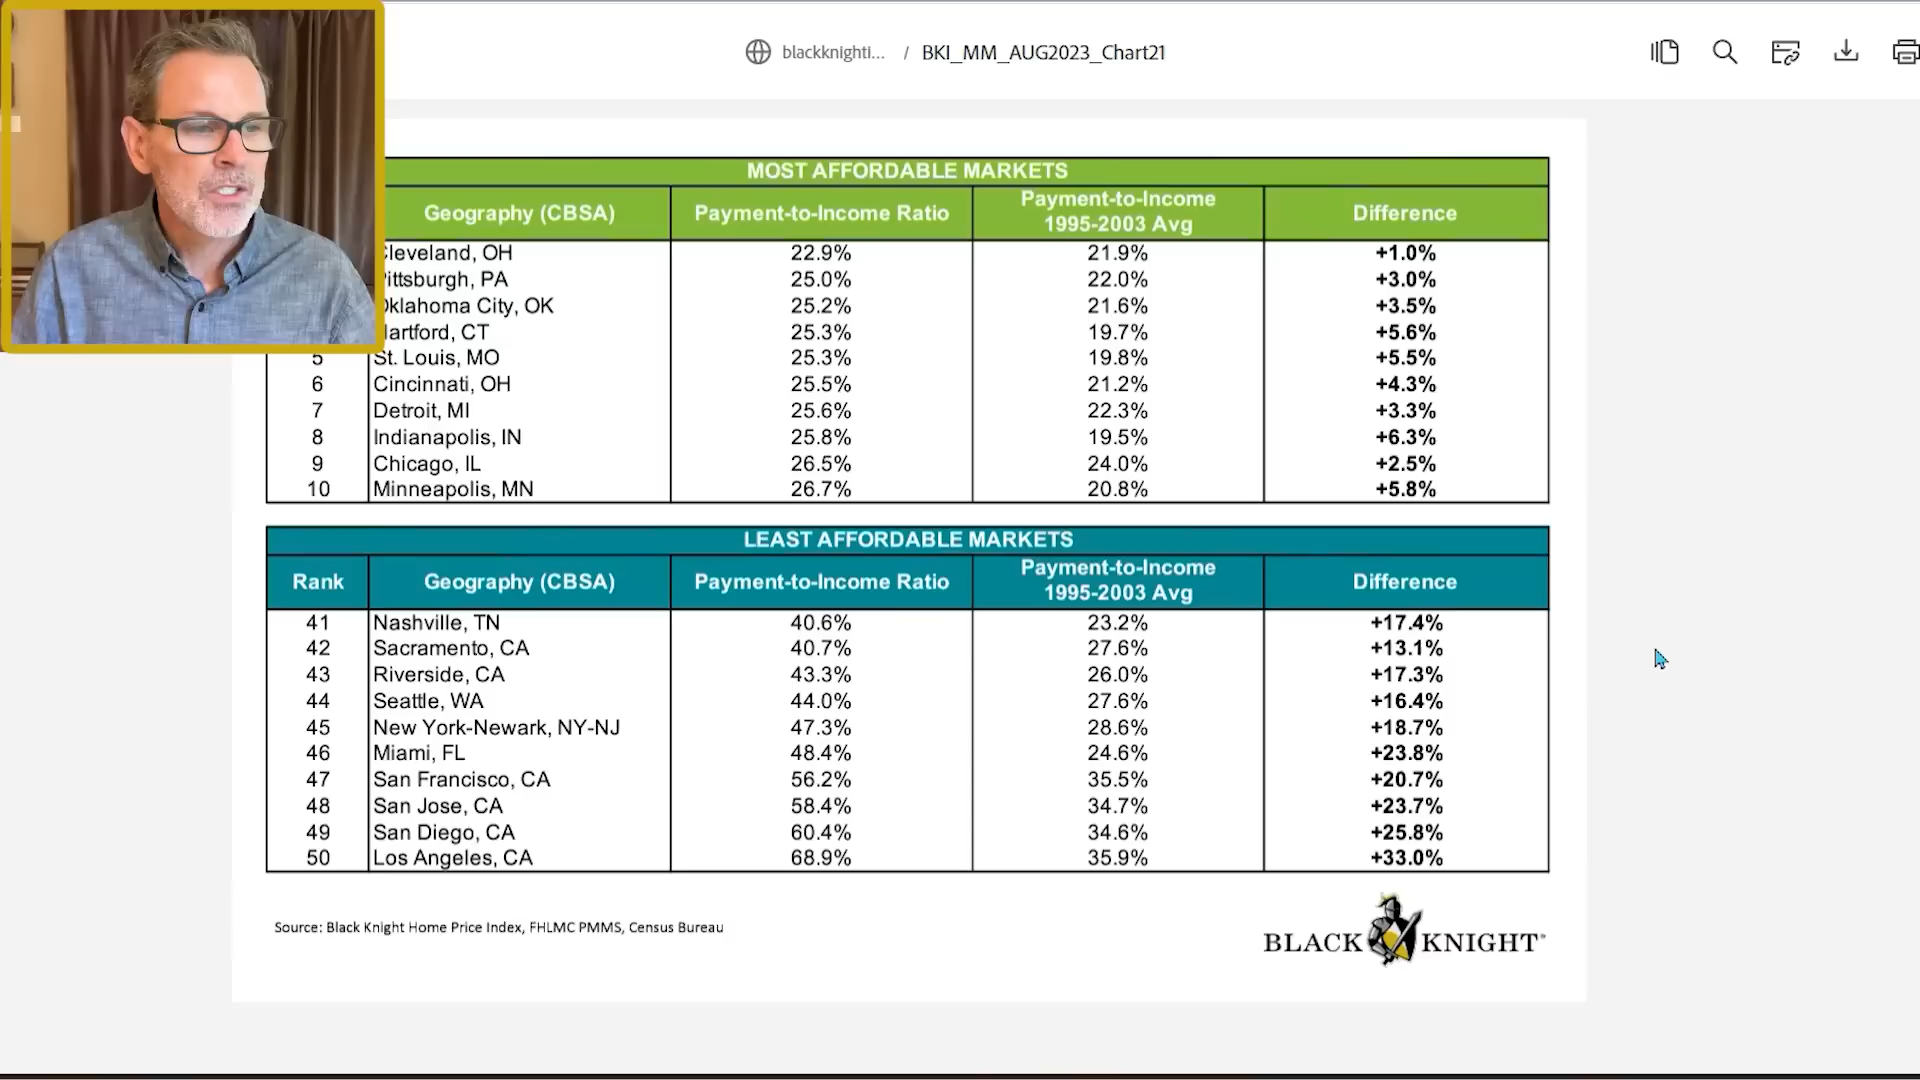 blackknighti... / BKI_MM_AUG2023_Chart21
MOST AFFORDABLE MARKETS
Geography (CBSA) Payment-to-Income Ratio Payment-to-Income 1995-2003 Avg Difference
Cleveland, OH 22.9% 21.9% +1.0%
Pittsburgh, PA 25.0% 22.0% +3.0%
Oklahoma City, OK 25.2% 21.6% +3.5%
Hartford, CT 25.3% 19.7% +5.6%
5 St. Louis, MO 25.3% 19.8% +5.5%
6 Cincinnati, OH 25.5% 21.2% +4.3%
7 Detroit, MI 25.6% 22.3% +3.3%
8 Indianapolis, IN 25.8% 19.5% +6.3%
9 Chicago, IL 26.5% 24.0% +2.5%
10 Minneapolis, MN 26.7% 20.8% +5.8%
LEAST AFFORDABLE MARKETS
Rank Geography (CBSA) Payment-to-Income Ratio Payment-to-Income 1995-2003 Avg Difference
41 Nashville, TN 40.6% 23.2% +17.4%
42 Sacramento, CA 40.7% 27.6% +13.1%
43 Riverside, CA 43.3% 26.0% +17.3%
44 Seattle, WA 44.0% 27.6% +16.4%
45 New York-Newark, NY-NJ 47.3% 28.6% +18.7%
46 Miami, FL 48.4% 24.6% +23.8%
47 San Francisco, CA 56.2% 35.5% +20.7%
48 San Jose, CA 58.4% 34.7% +23.7%
49 San Diego, CA 60.4% 34.6% +25.8%
50 Los Angeles, CA 68.9% 35.9% +33.0%
Source: Black Knight Home Price Index, FHLMC PMMS, Census Bureau
BLACK KNIGHT